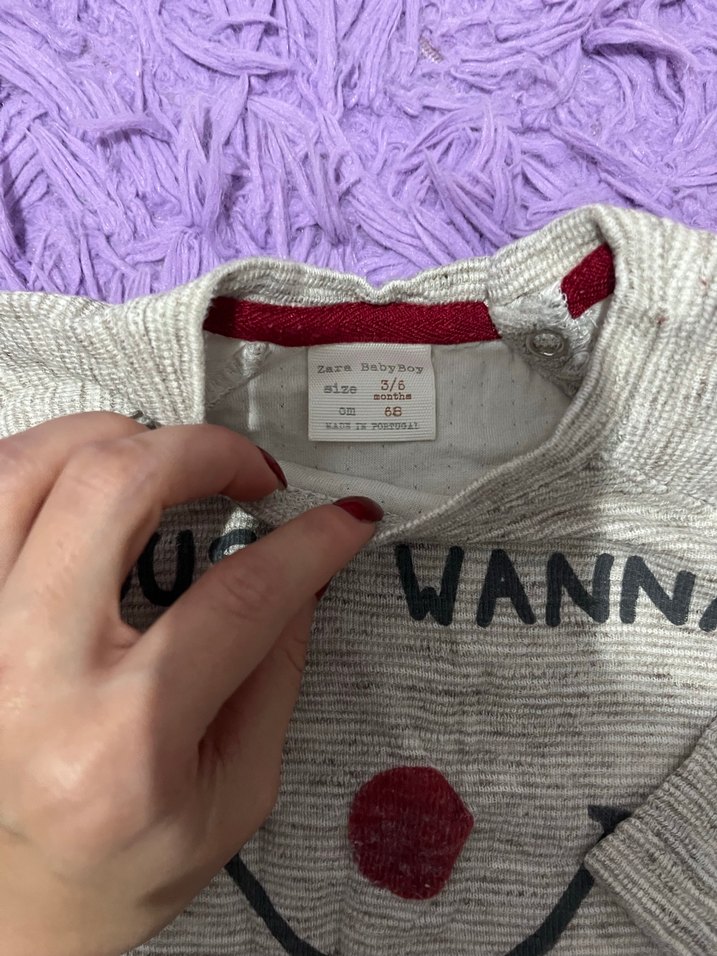 Zara BabyBoy
size 3/6 months
cm 68
MADE IN PORTUGAL
WANNA